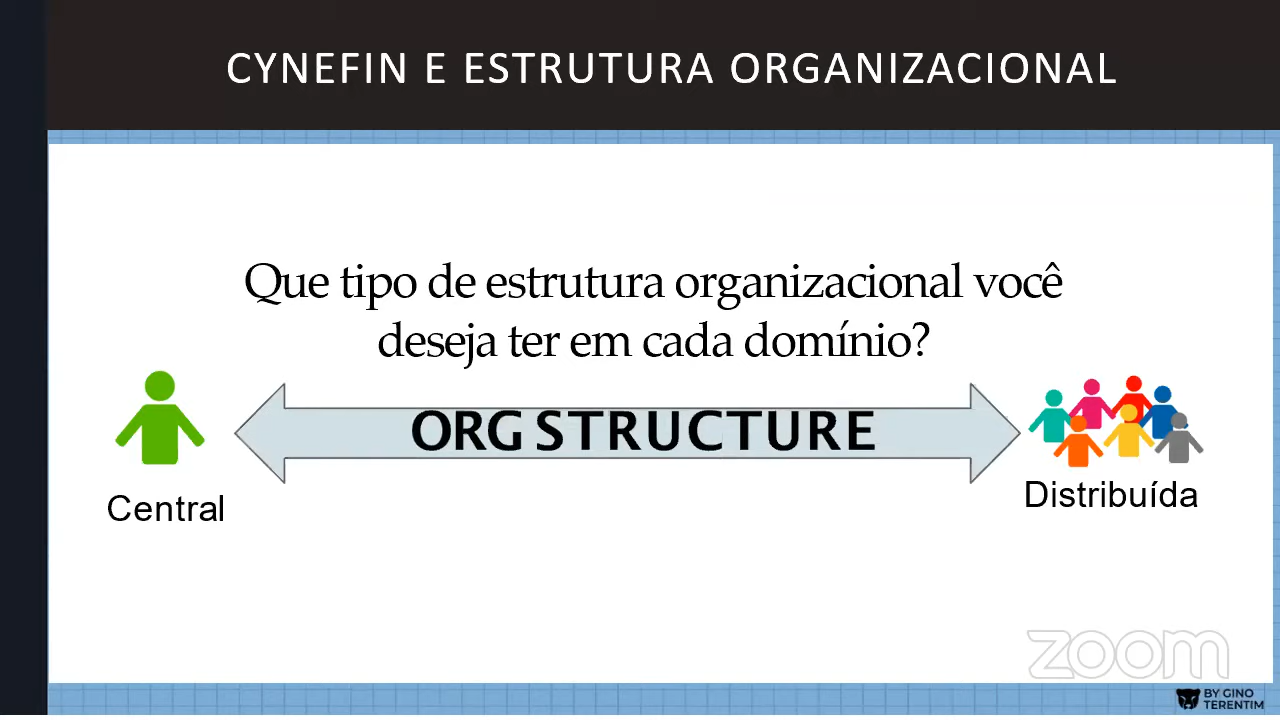 CYNEFIN E ESTRUTURA ORGANIZACIONAL
Que tipo de estrutura organizacional você
deseja ter em cada domínio?
ORG STRUCTURE
Central
Distribuída
zoom
BY GINO
TERENTIM